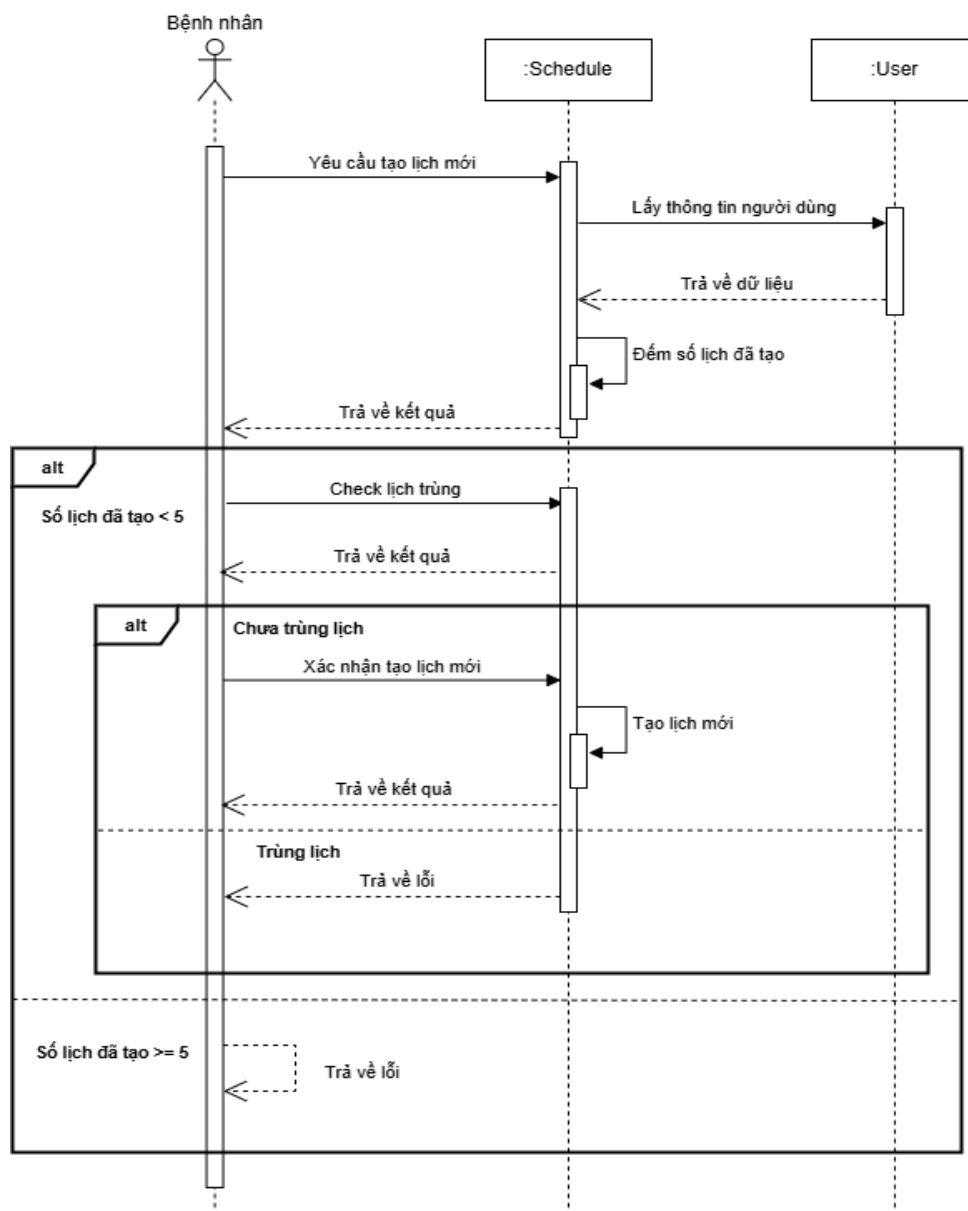 Bệnh nhân
:Schedule
:User
Yêu cầu tạo lịch mới
Lấy thông tin người dùng
Trả về dữ liệu
Đếm số lịch đã tạo
Trả về kết quả
alt
Check lịch trùng
Số lịch đã tạo < 5
Trả về kết quả
alt
Chưa trùng lịch
Xác nhận tạo lịch mới
Tạo lịch mới
Trả về kết quả
Trùng lịch
Trả về lỗi
Số lịch đã tạo >= 5
Trả về lỗi